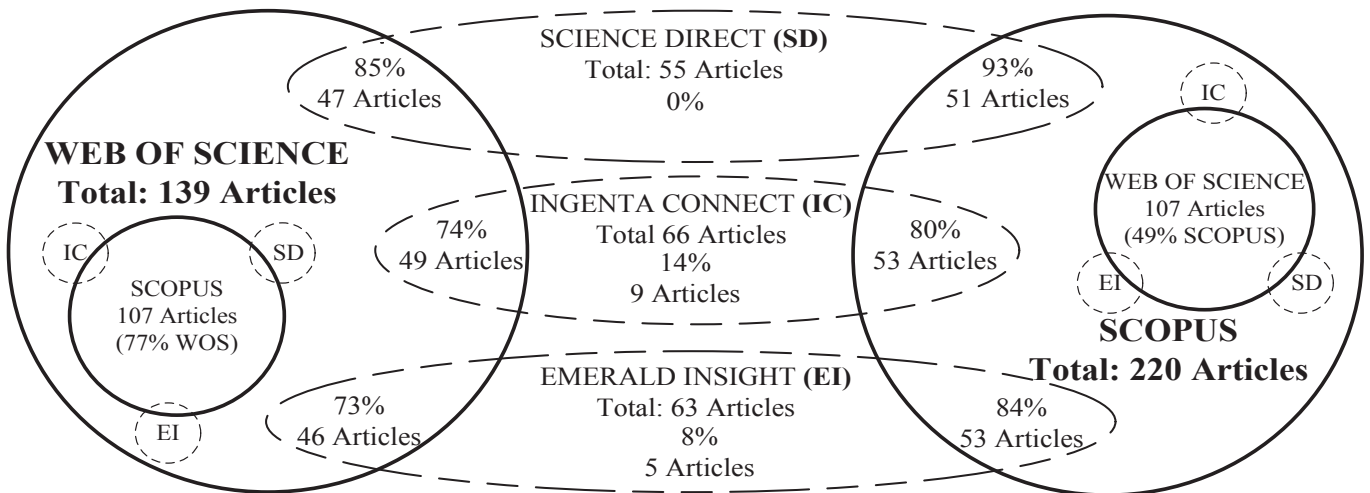 SCIENCE DIRECT (SD)
Total: 55 Articles
0%
85%
47 Articles
93%
51 Articles
WEB OF SCIENCE
Total: 139 Articles
IC
SD
SCOPUS
107 Articles
(77% WOS)
EI
INGENTA CONNECT (IC)
Total 66 Articles
14%
9 Articles
74%
49 Articles
80%
53 Articles
IC
WEB OF SCIENCE
107 Articles
(49% SCOPUS)
EI
SD
SCOPUS
Total: 220 Articles
EMERALD INSIGHT (EI)
Total: 63 Articles
8%
5 Articles
73%
46 Articles
84%
53 Articles